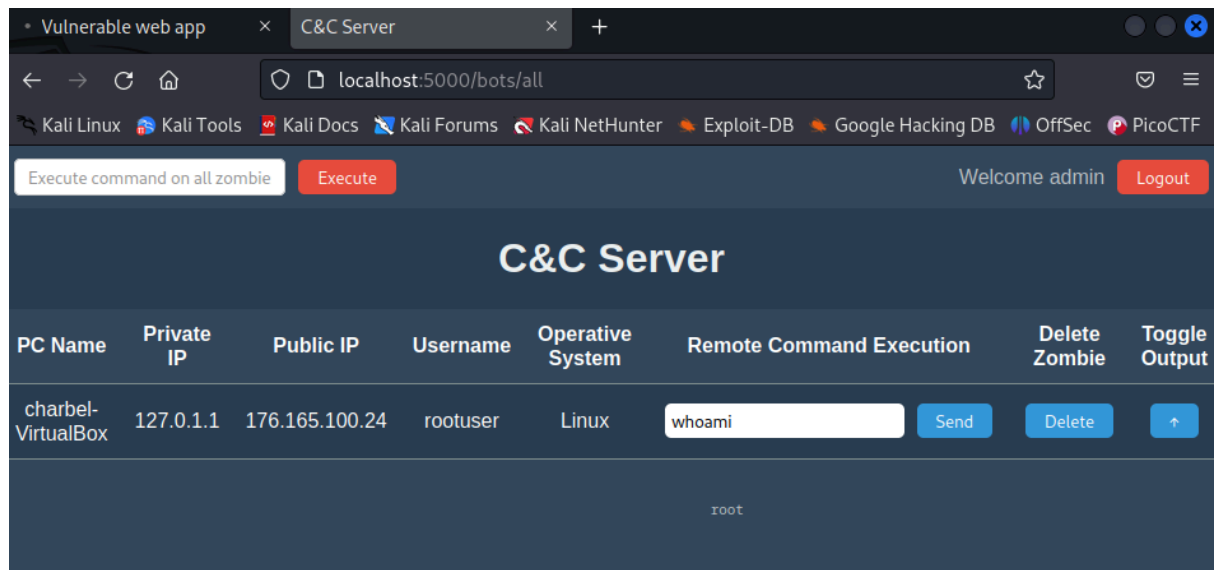 Vulnerable web app × C&C Server × +
localhost:5000/bots/all
Kali Linux Kali Tools Kali Docs Kali Forums Kali NetHunter Exploit-DB Google Hacking DB OffSec PicoCTF
Execute command on all zombie Execute Welcome admin Logout
C&C Server
PC Name Private IP Public IP Username Operative System Remote Command Execution Delete Zombie Toggle Output
charbel-VirtualBox 127.0.1.1 176.165.100.24 rootuser Linux whoami Send Delete ↑
root